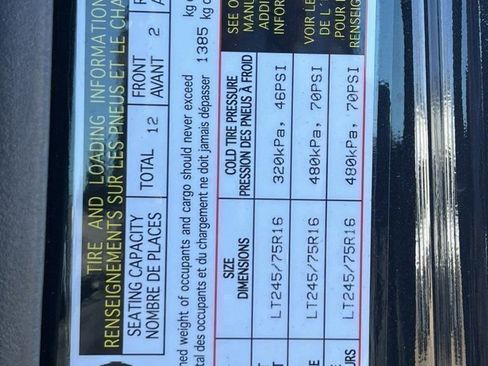 TIRE AND LOADING INFORMATION
RENSEIGNEMENTS SUR LES PNEUS ET LE CHA
SEATING CAPACITY
NOMBRE DE PLACES
TOTAL 12
FRONT
AVANT 2
R
A
ned weight of occupants and cargo should never exceed kg o
tal des occupants et du chargement ne doit jamais dépasser 1385 kg o
SIZE
DIMENSIONS
COLD TIRE PRESSURE
PRESSION DES PNEUS À FROID
SEE O
MANU
ADDI
INFOR
T LT245/75R16 320kPa, 46PSI
E LT245/75R16 480kPa, 70PSI
VOIR LE
DE L'
POUR
RENSEIG
URS LT245/75R16 480kPa, 70PSI